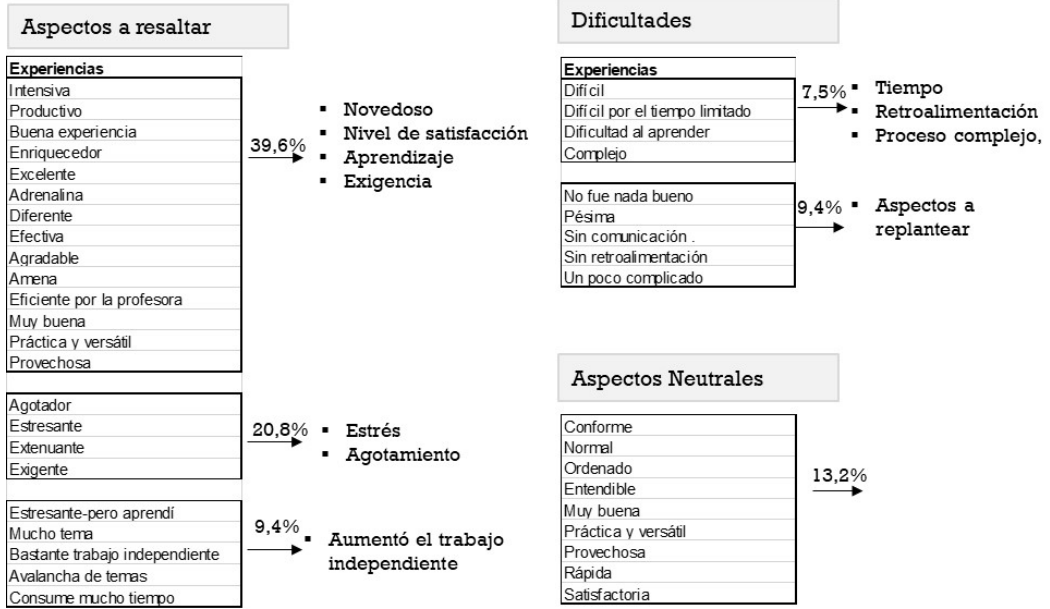 Aspectos a resaltar
Experiencias
Intensiva
Productivo
Buena experiencia
Enriquecedor
Excelente
Adrenalina
Diferente
Efectiva
Agradable
Amena
Eficiente por la profesora
Muy buena
Práctica y versátil
Provechosa
39,6%
▪ Novedoso
▪ Nivel de satisfacción
▪ Aprendizaje
▪ Exigencia
Agotador
Estresante
Extenuante
Exigente
20,8%
▪ Estrés
▪ Agotamiento
Estresante-pero aprendí
Mucho tema
Bastante trabajo independiente
Avalancha de temas
Consume mucho tiempo
9,4%
▪ Aumentó el trabajo
independiente
Dificultades
Experiencias
Difícil
Difícil por el tiempo limitado
Dificultad al aprender
Complejo
7,5%
▪ Tiempo
▪ Retroalimentación
▪ Proceso complejo,
No fue nada bueno
Pésima
Sin comunicación .
Sin retroalimentación
Un poco complicado
9,4%
▪ Aspectos a
replantear
Aspectos Neutrales
Conforme
Normal
Ordenado
Entendible
Muy buena
Práctica y versátil
Provechosa
Rápida
Satisfactoria
13,2%